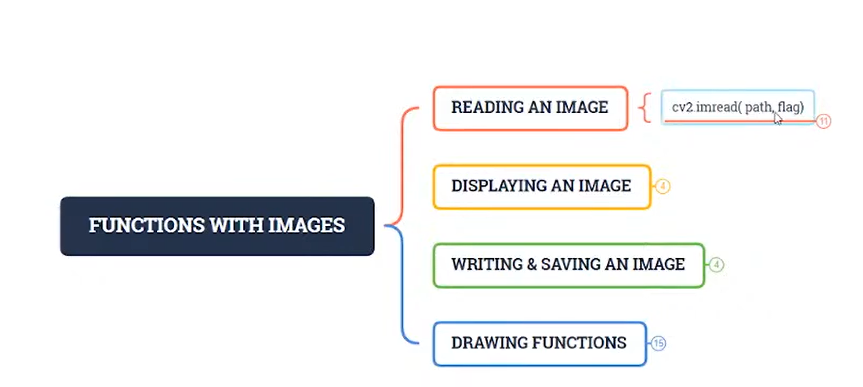 READING AN IMAGE
cv2.imread( path, flag)
11
DISPLAYING AN IMAGE
4
FUNCTIONS WITH IMAGES
WRITING & SAVING AN IMAGE
4
DRAWING FUNCTIONS
15